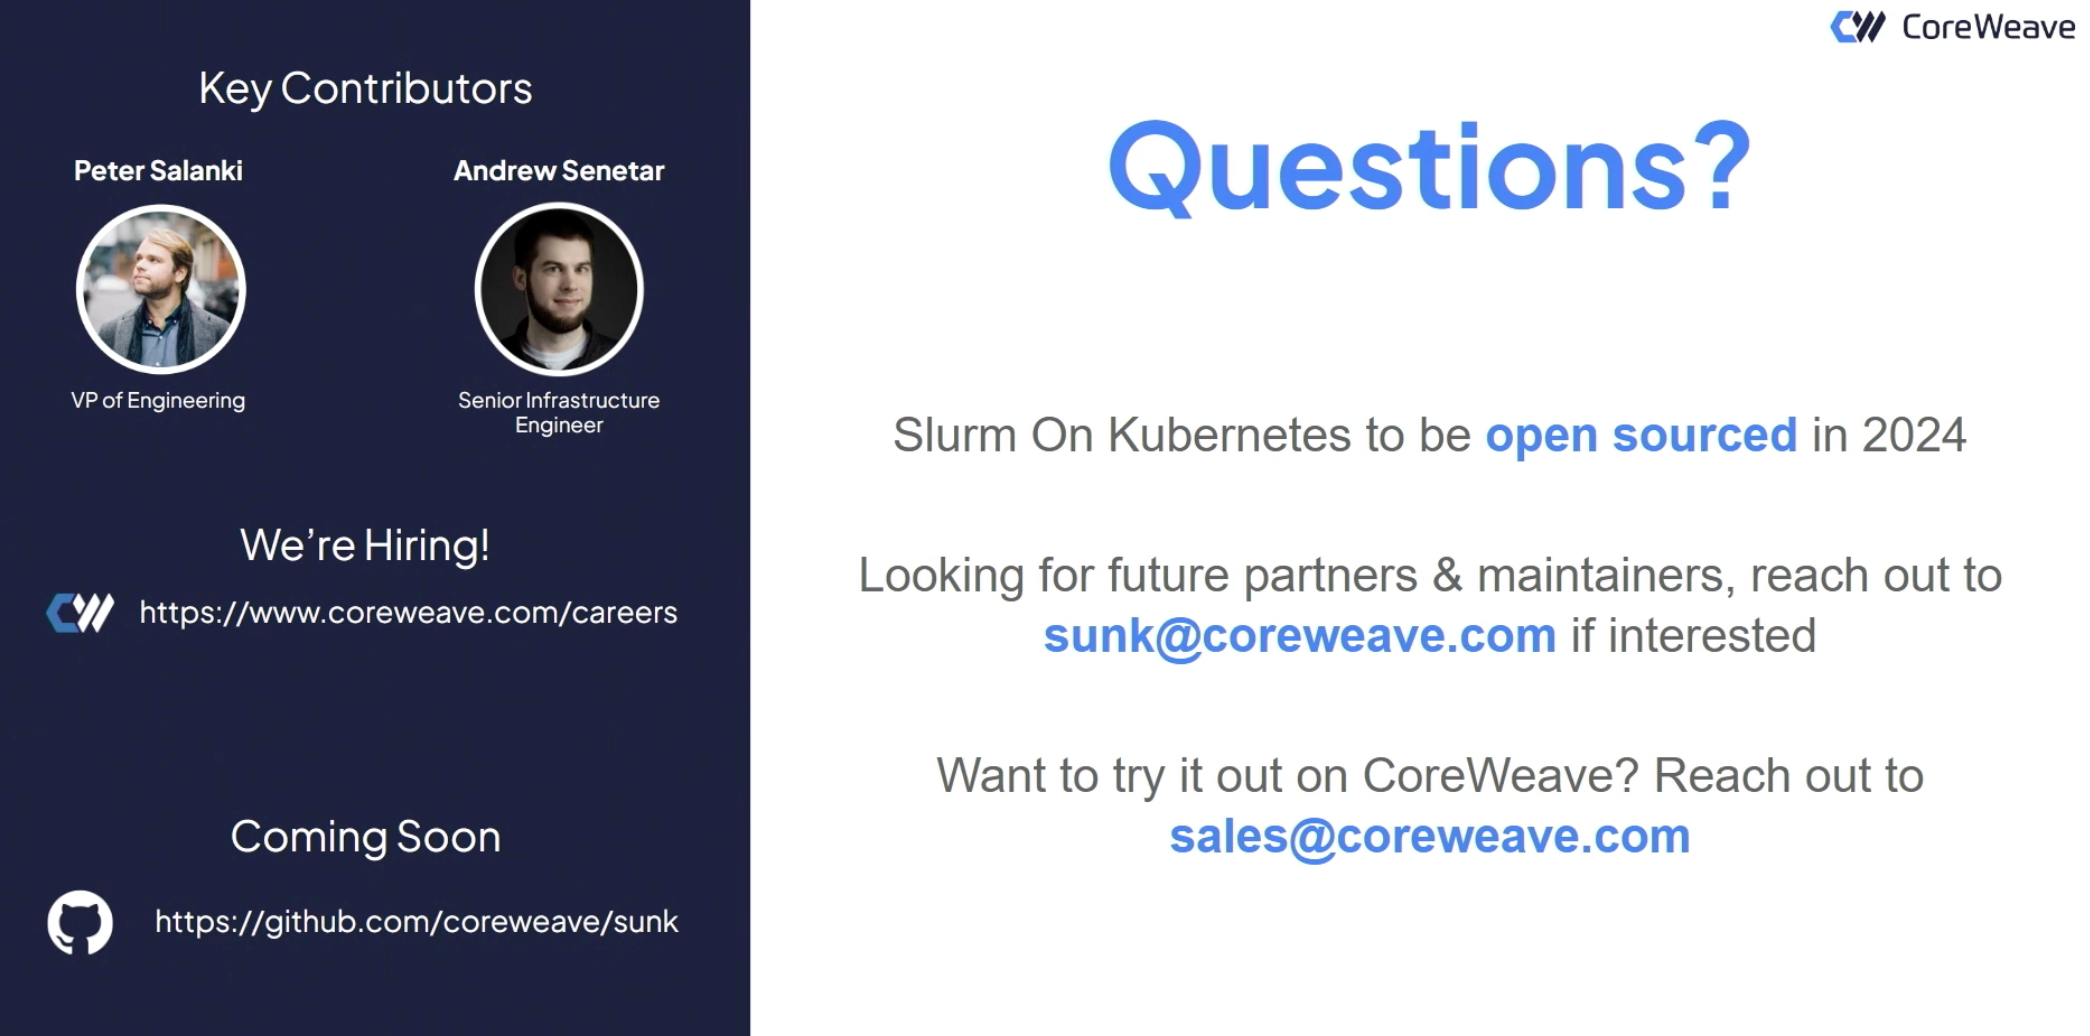 Key Contributors
Peter Salanki
Andrew Senetar
VP of Engineering
Senior Infrastructure
Engineer
We’re Hiring!
https://www.coreweave.com/careers
Coming Soon
https://github.com/coreweave/sunk
CoreWeave
Questions?
Slurm On Kubernetes to be open sourced in 2024
Looking for future partners & maintainers, reach out to
sunk@coreweave.com if interested
Want to try it out on CoreWeave? Reach out to
sales@coreweave.com